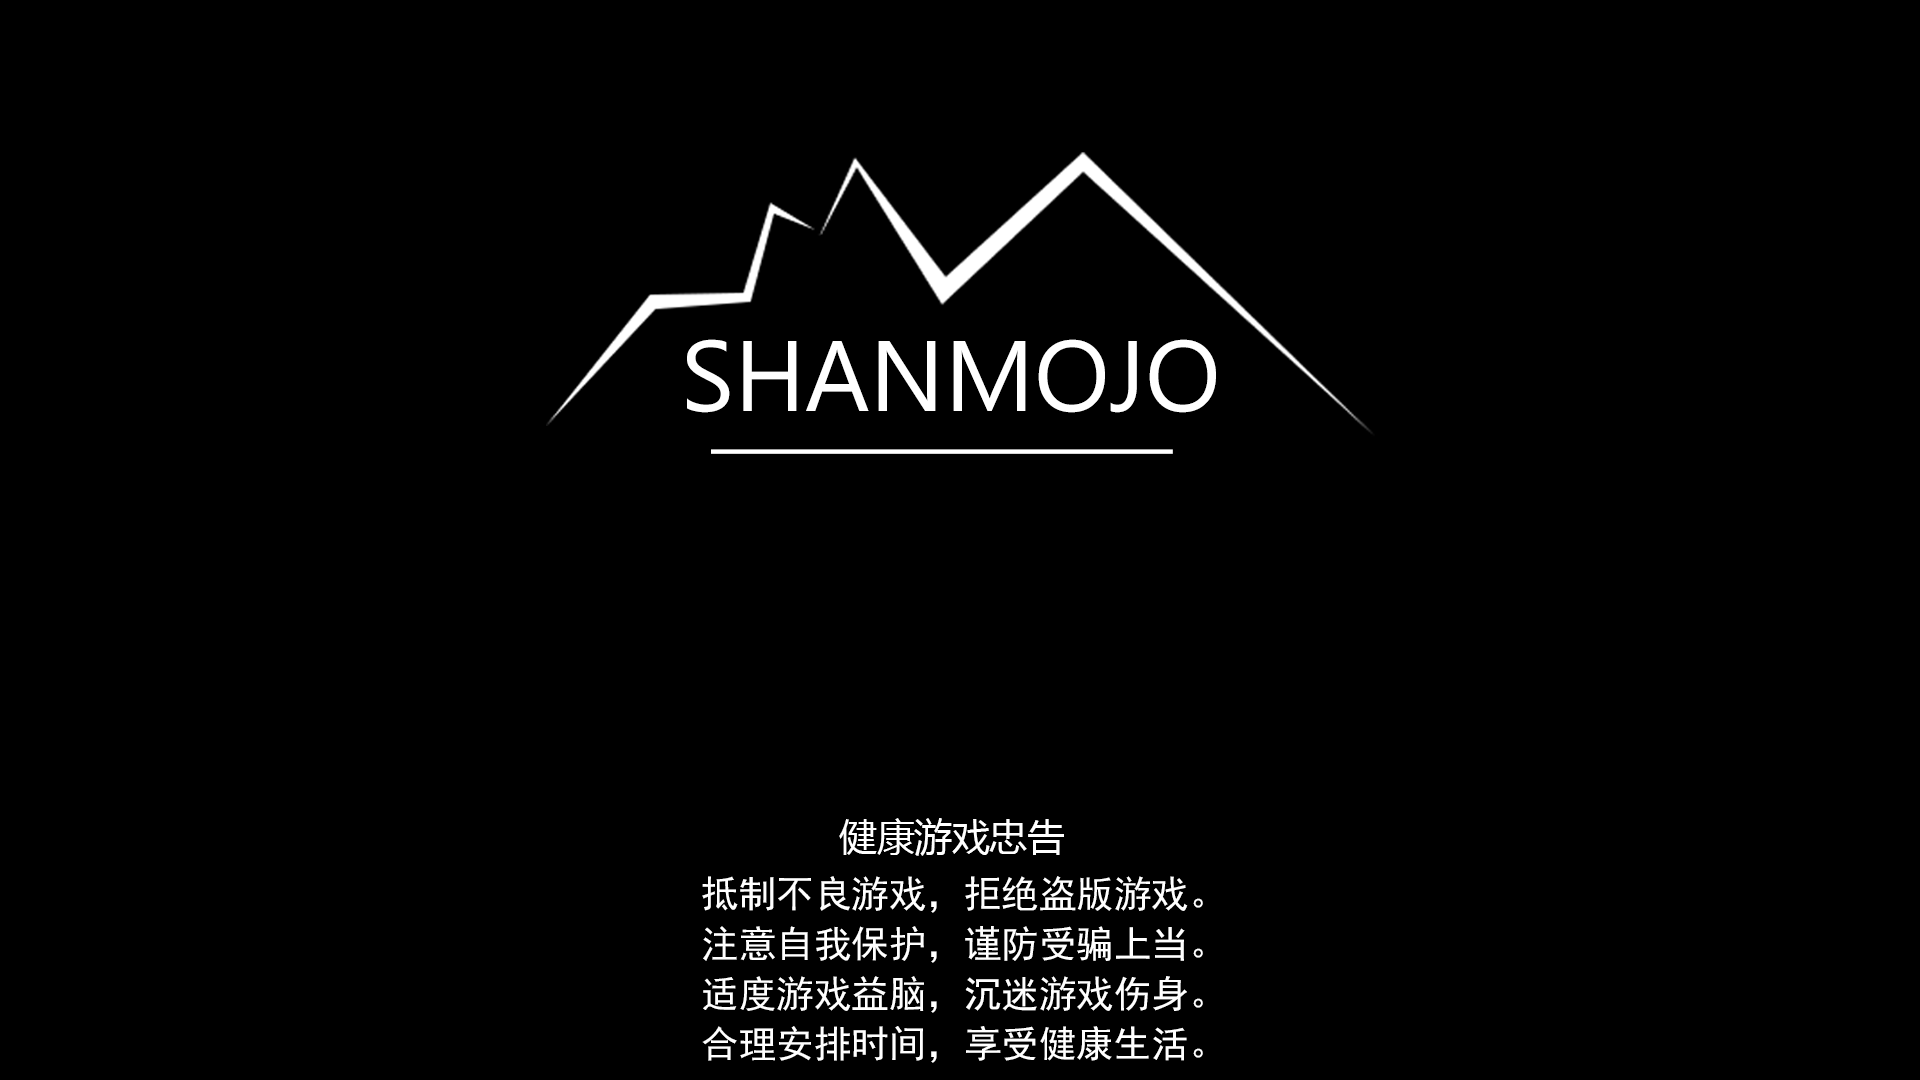 SHANMOJO
健康游戏忠告
抵制不良游戏，拒绝盗版游戏。
注意自我保护，谨防受骗上当。
适度游戏益脑，沉迷游戏伤身。
合理安排时间，享受健康生活。